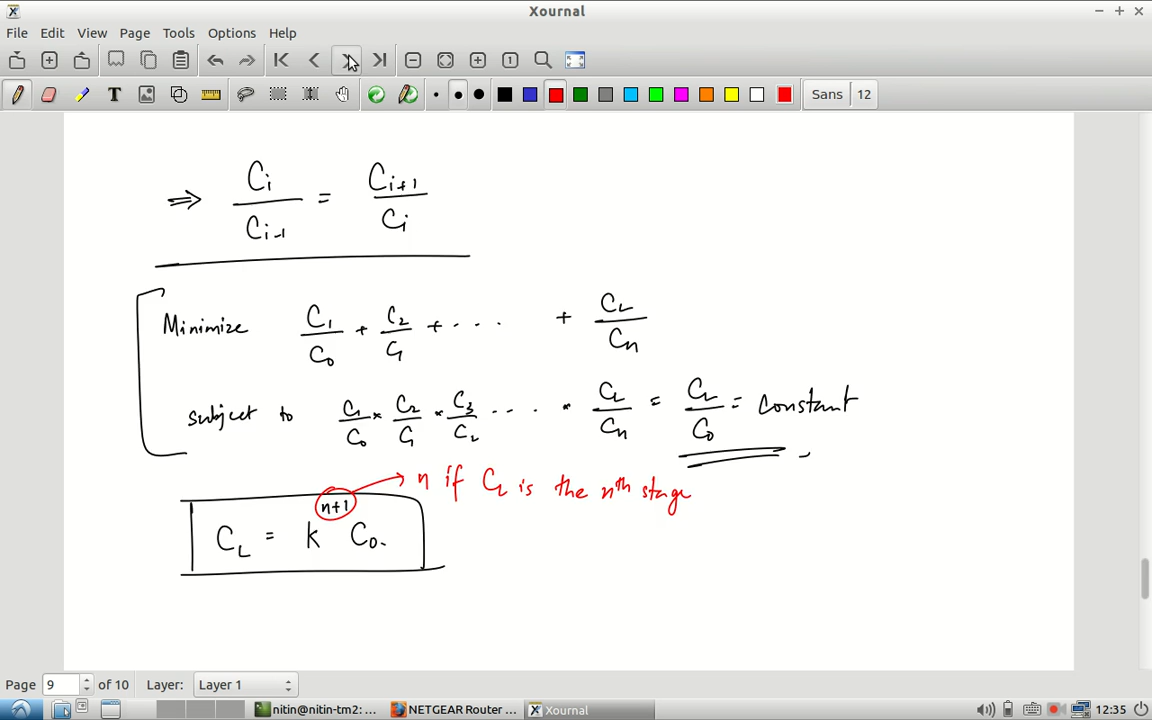 Xournal
File Edit View Page Tools Options Help
Sans 12
⇒ Ci/Ci-1 = Ci+1/Ci
Minimize C1/C0 + C2/C1 + . . . . + CL/Cn
subject to C1/C0 * C2/C1 * C3/C2 . . . . * CL/Cn = CL/C0 = constant
n if CL is the nth stage
CL = k^n+1 C0.
Page 9 of 10 Layer: Layer 1
nitin@nitin-tm2: ... NETGEAR Router ... Xournal 12:35